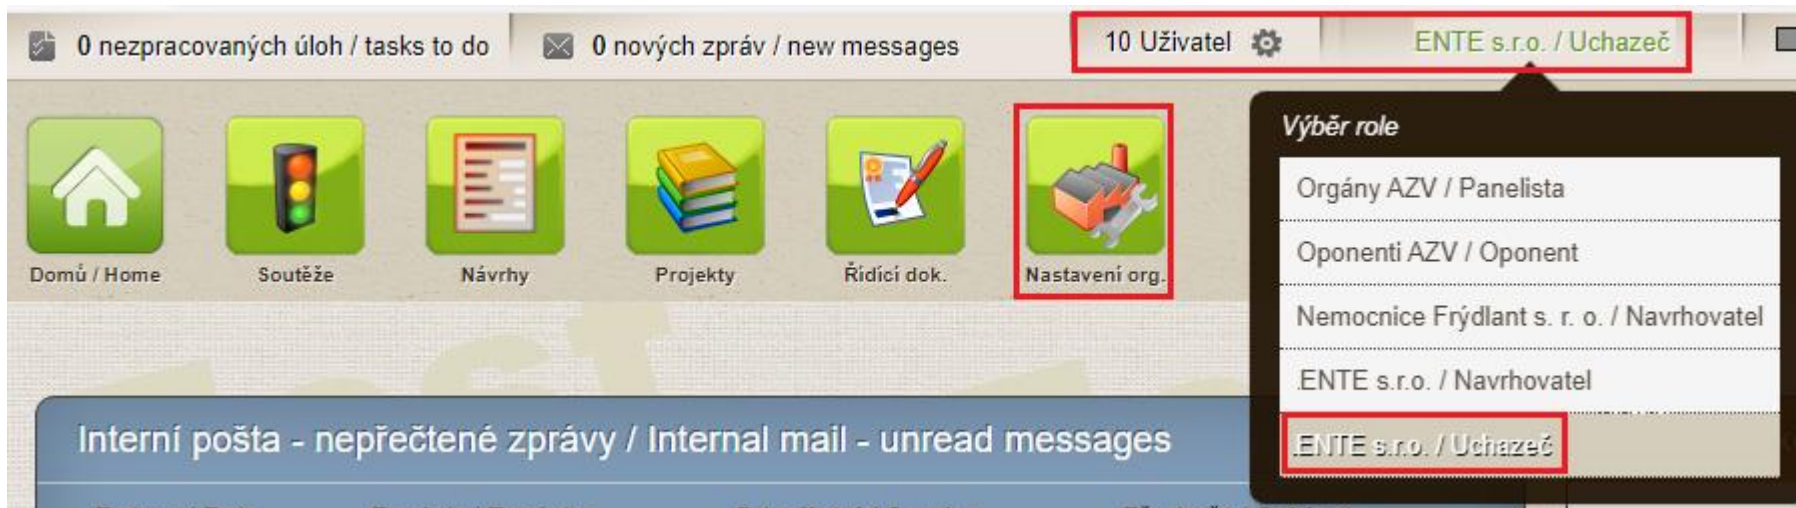 0 nezpracovaných úloh / tasks to do
0 nových zpráv / new messages
10 Uživatel
ENTE s.r.o. / Uchazeč
Domů / Home
Soutěže
Návrhy
Projekty
Řídící dok.
Nastavení org.
Výběr role
Orgány AZV / Panelista
Oponenti AZV / Oponent
Nemocnice Frýdlant s. r. o. / Navrhovatel
.ENTE s.r.o. / Navrhovatel
.ENTE s.r.o. / Uchazeč
Interní pošta - nepřečtené zprávy / Internal mail - unread messages